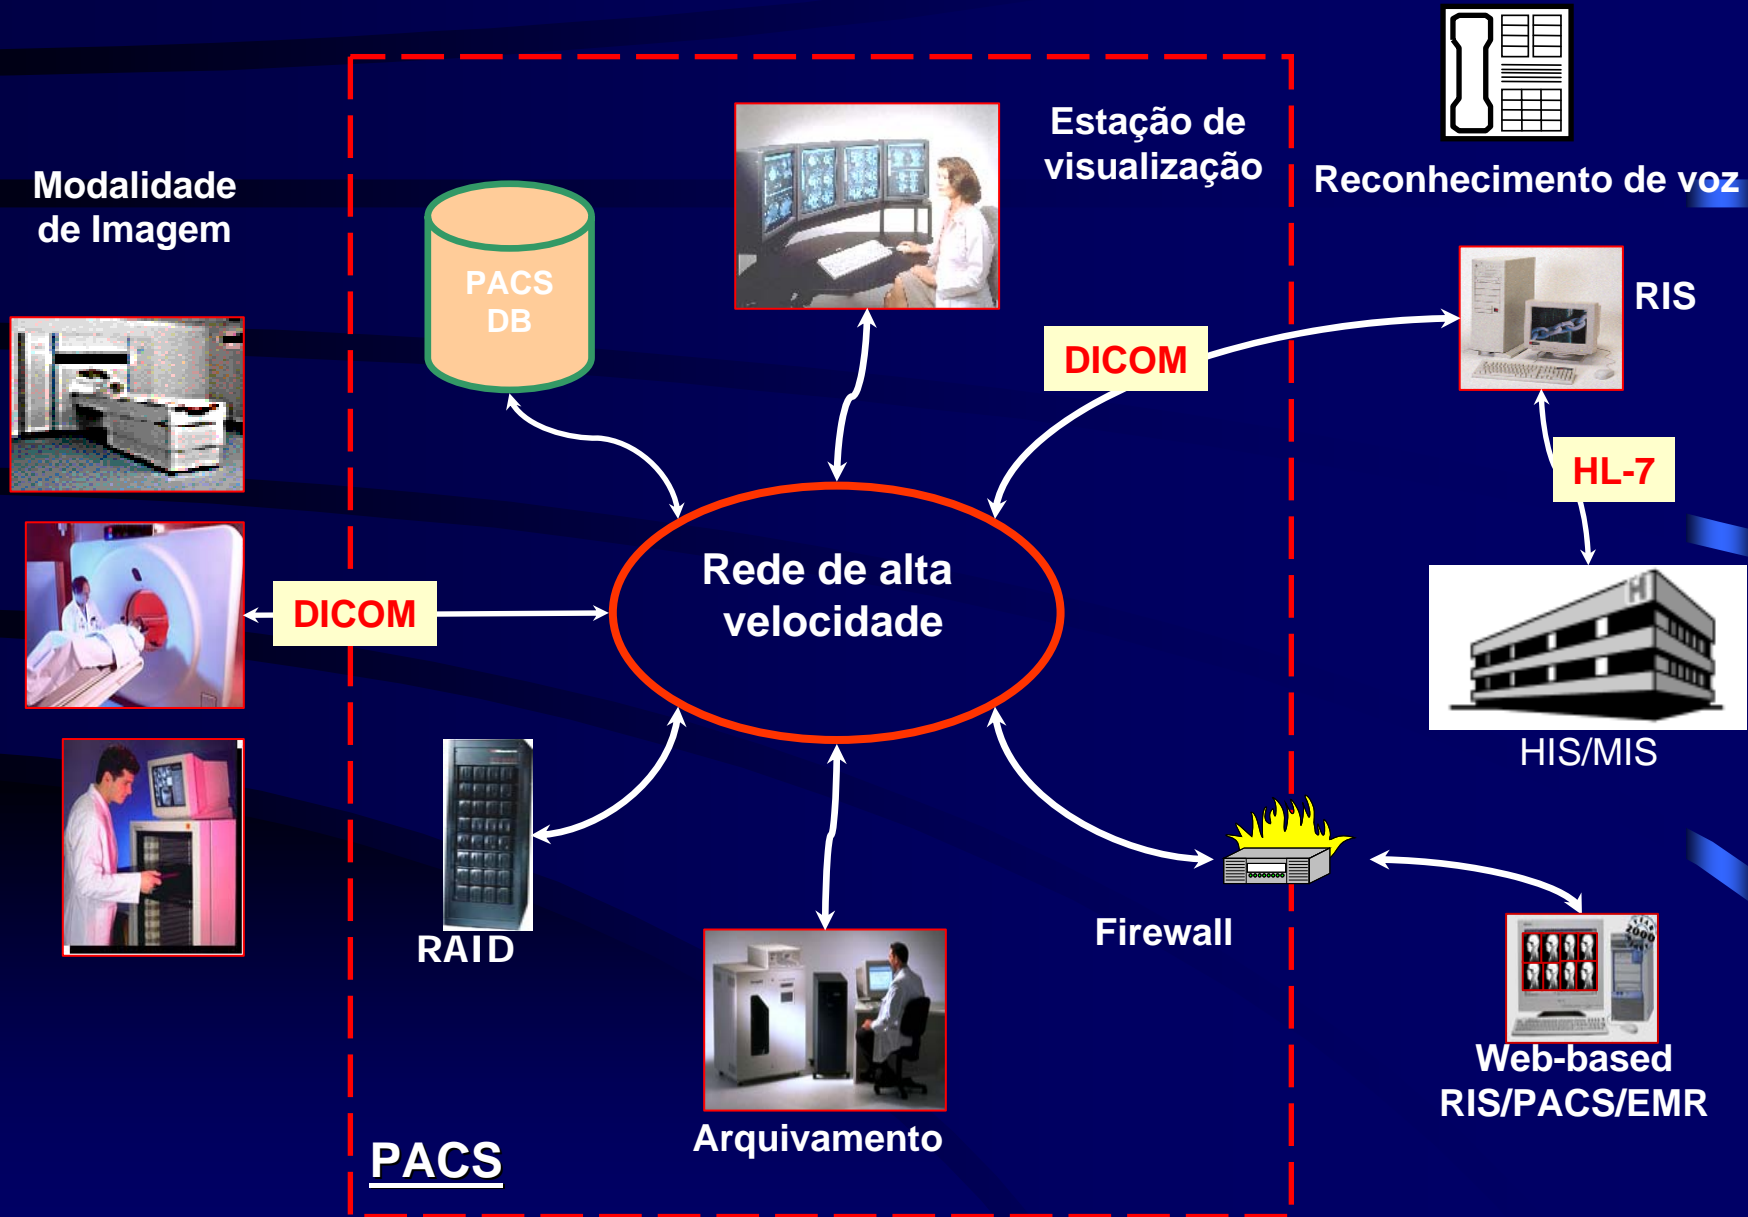 Modalidade
de Imagem
PACS
DB
Estação de
visualização
Reconhecimento de voz
RIS
DICOM
HL-7
Rede de alta
velocidade
DICOM
HIS/MIS
RAID
Firewall
Arquivamento
Web-based
RIS/PACS/EMR
PACS
H
2000